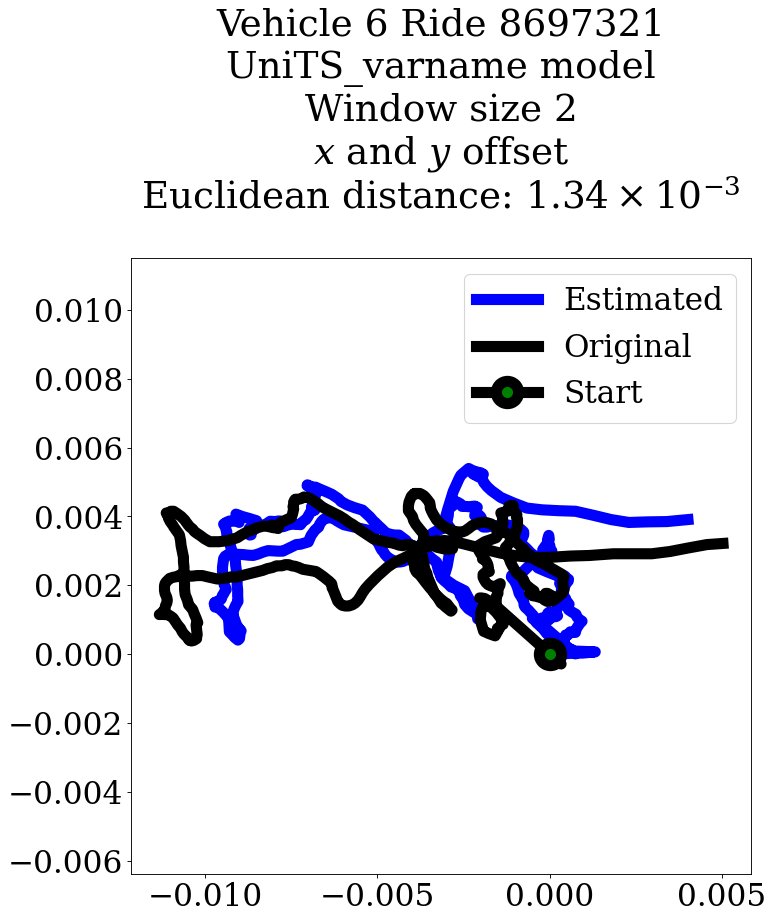 Vehicle 6 Ride 8697321
UniTS_varname model
Window size 2
x and y offset
Euclidean distance: 1.34 × 10⁻³
Estimated
Original
Start
0.010
0.008
0.006
0.004
0.002
0.000
−0.002
−0.004
−0.006
−0.010
−0.005
0.000
0.005